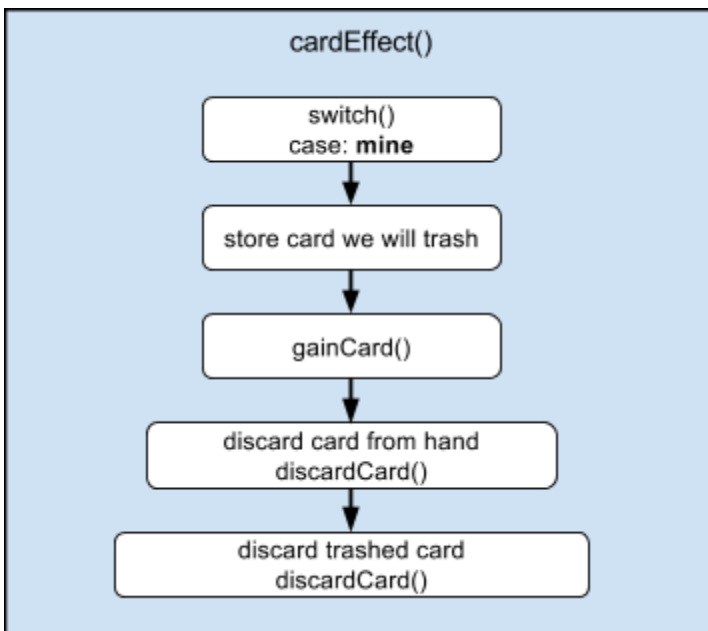 cardEffect()
switch()
case: mine
store card we will trash
gainCard()
discard card from hand
discardCard()
discard trashed card
discardCard()